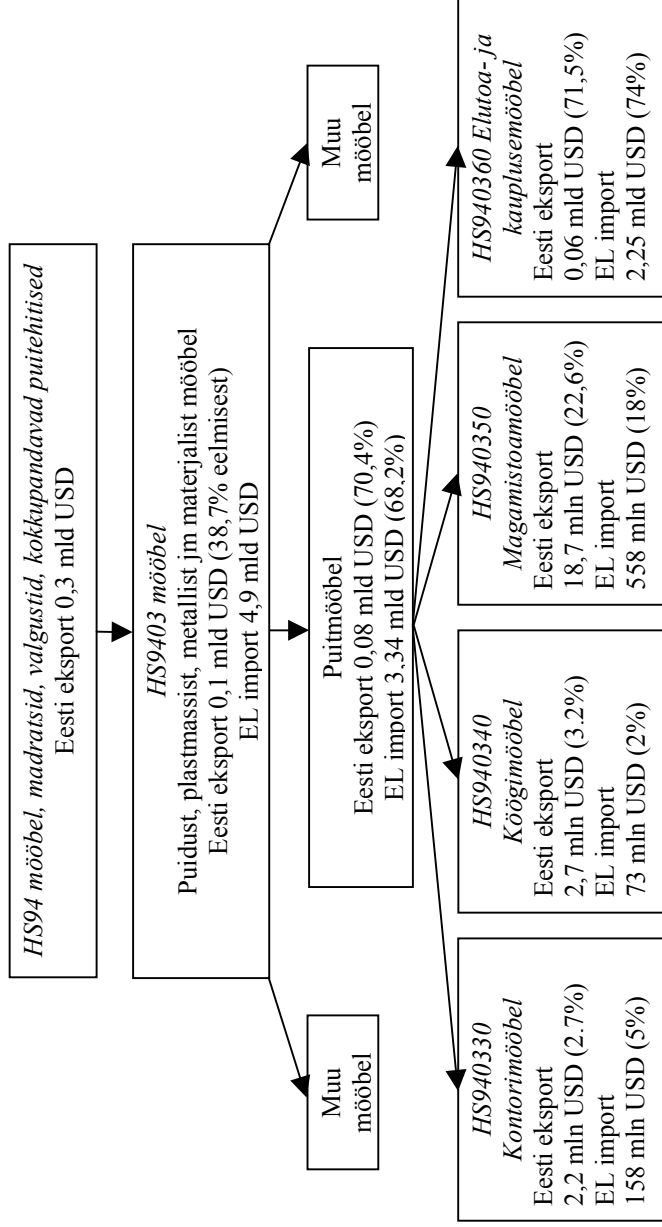 HS94 mööbel, madratsid, valgustid, kokkupandavad puitehitised
Eesti eksport 0,3 mld USD
HS9403 mööbel
Puidust, plastmassist, metallist jm materjalist mööbel
Eesti eksport 0,1 mld USD (38,7% eelmisest)
EL import 4,9 mld USD
Muu
mööbel
Puitmööbel
Eesti eksport 0,08 mld USD (70,4%)
EL import 3,34 mld USD (68,2%)
Muu
mööbel
HS940330
Kontorimööbel
Eesti eksport
2,2 mln USD (2.7%)
EL import
158 mln USD (5%)
HS940340
Köögimööbel
Eesti eksport
2,7 mln USD (3.2%)
EL import
73 mln USD (2%)
HS940350
Magamistoamööbel
Eesti eksport
18,7 mln USD (22,6%)
EL import
558 mln USD (18%)
HS940360 Elutoa- ja
kauplusemööbel
Eesti eksport
0,06 mld USD (71,5%)
EL import
2,25 mld USD (74%)